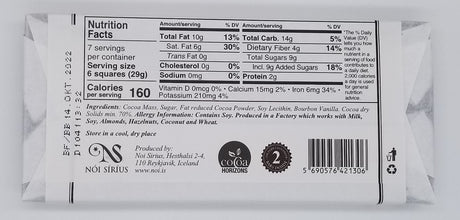 Nutrition
Facts
7 servings
per container
Serving size
6 squares (29g)
Calories
per serving 160
Amount/serving % DV
Total Fat 10g 13%
Sat. Fat 6g 30%
Trans Fat 0g
Cholesterol 0mg 0%
Sodium 0mg 0%
Amount/serving % DV
Total Carb. 14g 5%
Dietary Fiber 4g 14%
Total Sugars 9g
Incl. 9g Added Sugars 18%
Protein 2g
Vitamin D 0mcg 0% • Calcium 15mg 2% • Iron 6mg 34% •
Potassium 210mg 4%
*The % Daily
Value (DV) tells
you how much a
nutrient in
a serving of food
contributes to
a daily diet.
2,000 calories
a day is used for
general nutrition
advice.
Ingredients: Cocoa Mass, Sugar, Fat reduced Cocoa Powder, Soy Lecithin, Bourbon Vanilla. Cocoa dry
Solids min. 70%. Allergy Information: Contains Soy. Produced in a Factory which works with Milk,
Soy, Almonds, Hazelnuts, Coconut and Wheat.
Store in a cool, dry place
NÓI SÍRÍUS
Produced by:
Noi Sirius, Hesthalsi 2-4,
110 Reykjavik, Iceland
www.noi.is
cocoa
HORIZONS
2
5 690576 421306
BF/BB 14 OKT. 2022
D104113:32